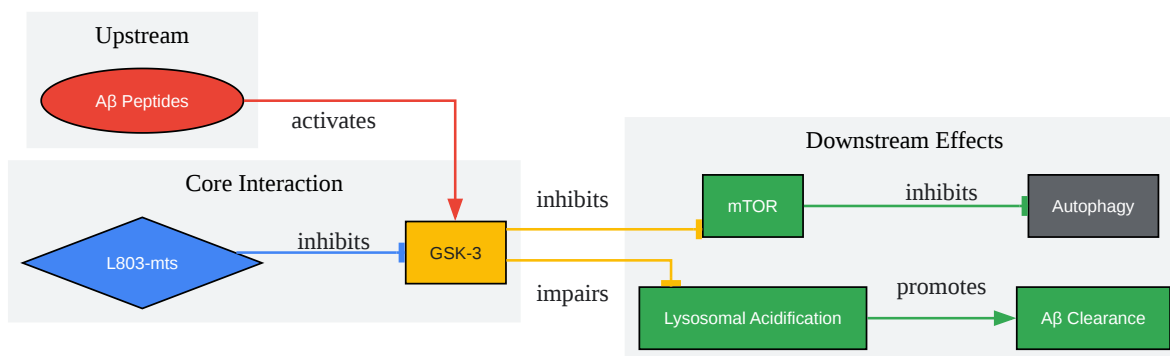 Upstream
Aβ Peptides
activates
Core Interaction
L803-mts
inhibits
GSK-3
inhibits
impairs
Downstream Effects
mTOR
inhibits
Autophagy
Lysosomal Acidification
promotes
Aβ Clearance